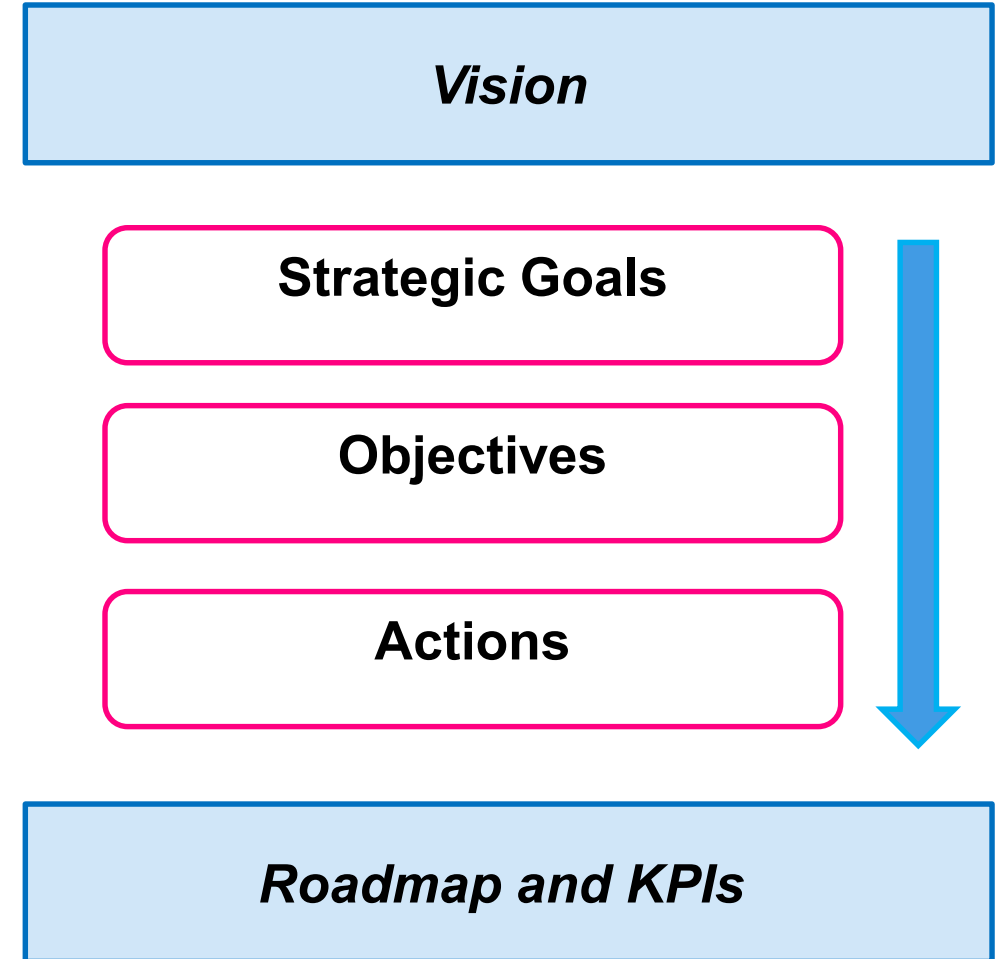 Vision
Strategic Goals
Objectives
Actions
Roadmap and KPIs